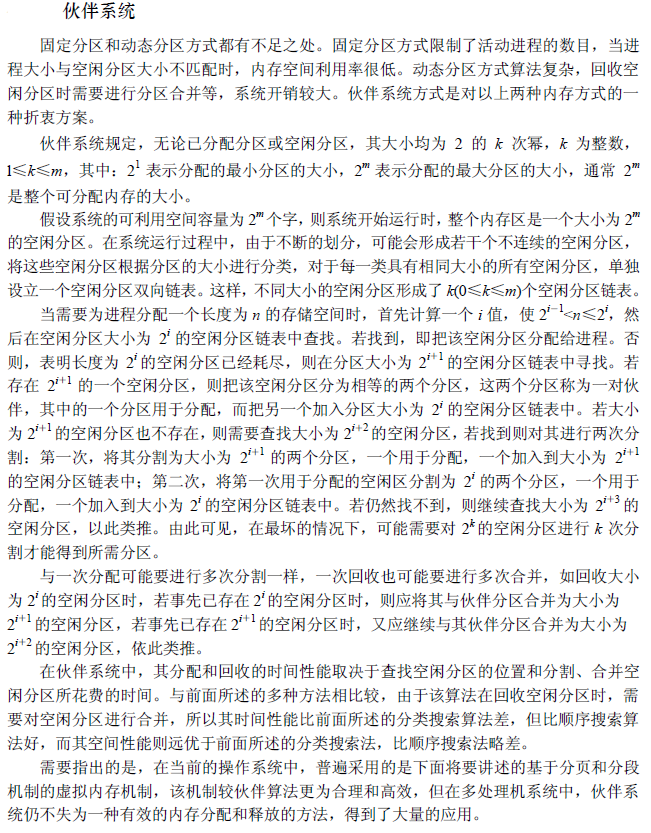 伙伴系统
固定分区和动态分区方式都有不足之处。固定分区方式限制了活动进程的数目，当进
程大小与空闲分区大小不匹配时，内存空间利用率很低。动态分区方式算法复杂，回收空
闲分区时需要进行分区合并等，系统开销较大。伙伴系统方式是对以上两种内存方式的一
种折衷方案。
伙伴系统规定，无论已分配分区或空闲分区，其大小均为 2 的 k 次幂，k 为整数，
l≤k≤m，其中：2¹ 表示分配的最小分区的大小，2ᵐ 表示分配的最大分区的大小，通常 2ᵐ
是整个可分配内存的大小。
假设系统的可利用空间容量为 2ᵐ个字，则系统开始运行时，整个内存区是一个大小为 2ᵐ
的空闲分区。在系统运行过程中，由于不断的划分，可能会形成若干个不连续的空闲分区，
将这些空闲分区根据分区的大小进行分类，对于每一类具有相同大小的所有空闲分区，单独
设立一个空闲分区双向链表。这样，不同大小的空闲分区形成了 k(0≤k≤m)个空闲分区链表。
当需要为进程分配一个长度为 n 的存储空间时，首先计算一个 i 值，使 2ⁱ⁻¹<n≤2ⁱ，然
后在空闲分区大小为 2ⁱ 的空闲分区链表中查找。若找到，即把该空闲分区分配给进程。否
则，表明长度为 2ⁱ 的空闲分区已经耗尽，则在分区大小为 2ⁱ⁺¹ 的空闲分区链表中寻找。若
存在 2ⁱ⁺¹ 的一个空闲分区，则把该空闲分区分为相等的两个分区，这两个分区称为一对伙
伴，其中的一个分区用于分配，而把另一个加入分区大小为 2ⁱ 的空闲分区链表中。若大小
为 2ⁱ⁺¹ 的空闲分区也不存在，则需要查找大小为 2ⁱ⁺² 的空闲分区，若找到则对其进行两次分
割：第一次，将其分割为大小为 2ⁱ⁺¹ 的两个分区，一个用于分配，一个加入到大小为 2ⁱ⁺¹
的空闲分区链表中；第二次，将第一次用于分配的空闲区分割为 2ⁱ 的两个分区，一个用于
分配，一个加入到大小为 2ⁱ 的空闲分区链表中。若仍然找不到，则继续查找大小为 2ⁱ⁺³ 的
空闲分区，以此类推。由此可见，在最坏的情况下，可能需要对 2ᵏ 的空闲分区进行 k 次分
割才能得到所需分区。
与一次分配可能要进行多次分割一样，一次回收也可能要进行多次合并，如回收大小
为 2ⁱ 的空闲分区时，若事先已存在 2ⁱ 的空闲分区时，则应将其与伙伴分区合并为大小为
2ⁱ⁺¹ 的空闲分区，若事先已存在 2ⁱ⁺¹ 的空闲分区时，又应继续与其伙伴分区合并为大小为
2ⁱ⁺² 的空闲分区，依此类推。
在伙伴系统中，其分配和回收的时间性能取决于查找空闲分区的位置和分割、合并空
闲分区所花费的时间。与前面所述的多种方法相比较，由于该算法在回收空闲分区时，需
要对空闲分区进行合并，所以其时间性能比前面所述的分类搜索算法差，但比顺序搜索算
法好，而其空间性能则远优于前面所述的分类搜索法，比顺序搜索法略差。
需要指出的是，在当前的操作系统中，普遍采用的是下面将要讲述的基于分页和分段
机制的虚拟内存机制，该机制较伙伴算法更为合理和高效，但在多处理机系统中，伙伴系
统仍不失为一种有效的内存分配和释放的方法，得到了大量的应用。